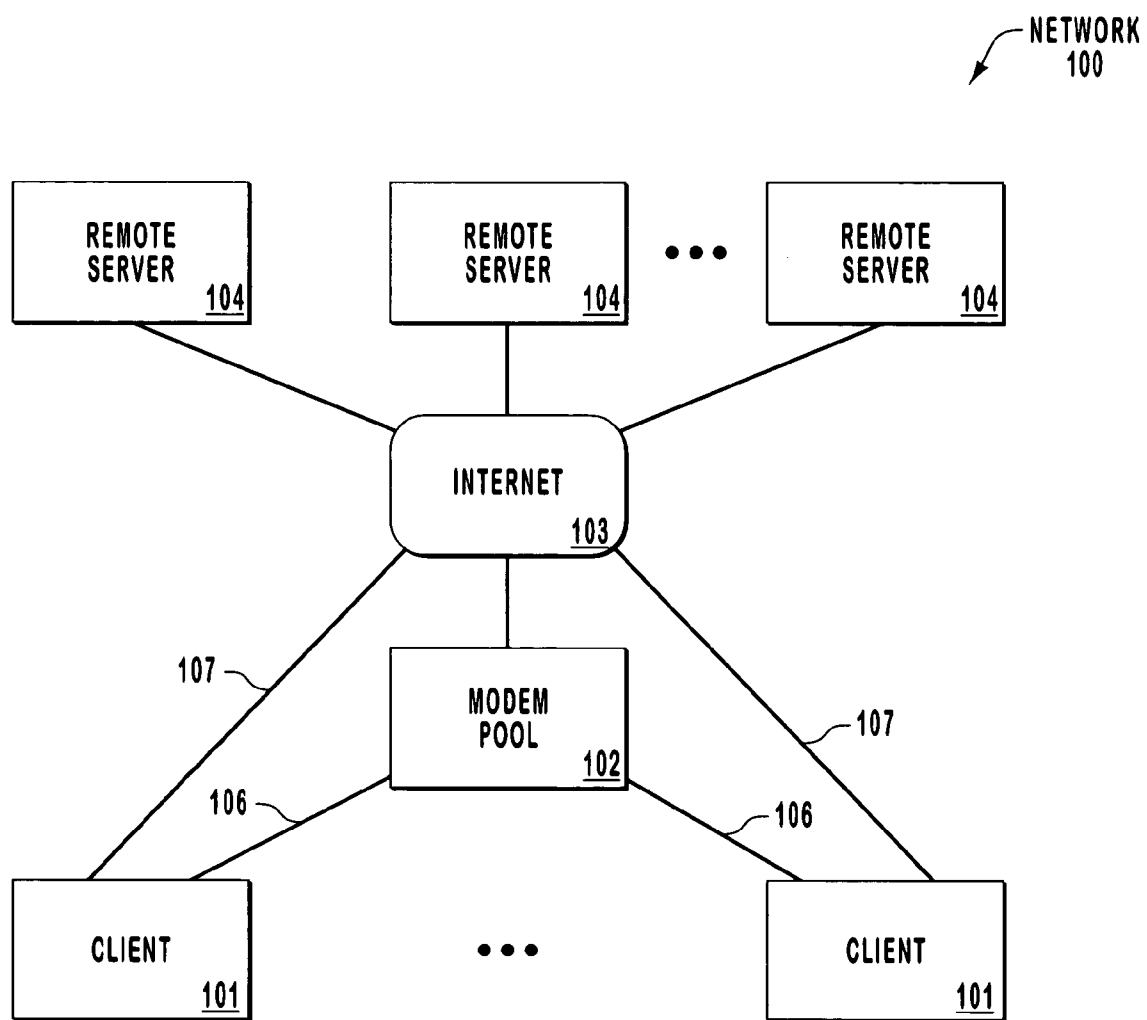 NETWORK
100
REMOTE
SERVER
104
REMOTE
SERVER
104
REMOTE
SERVER
104
INTERNET
103
107
MODEM
POOL
102
107
106
106
CLIENT
101
CLIENT
101